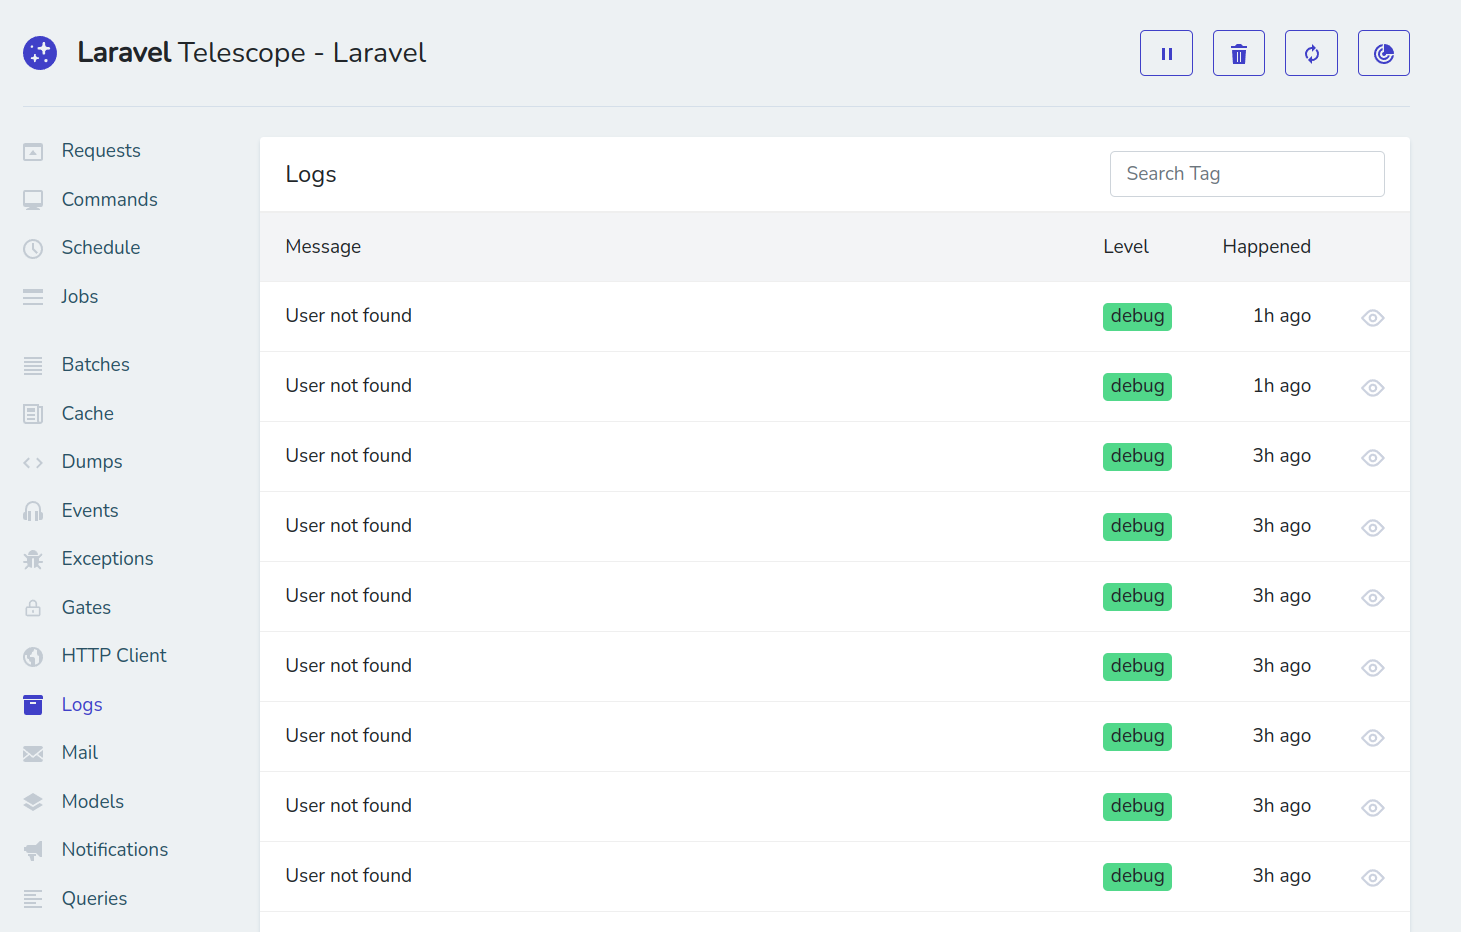 Laravel Telescope - Laravel
Requests
Commands
Schedule
Jobs
Batches
Cache
Dumps
Events
Exceptions
Gates
HTTP Client
Logs
Mail
Models
Notifications
Queries
Logs
Search Tag
Message Level Happened
User not found debug 1h ago
User not found debug 1h ago
User not found debug 3h ago
User not found debug 3h ago
User not found debug 3h ago
User not found debug 3h ago
User not found debug 3h ago
User not found debug 3h ago
User not found debug 3h ago